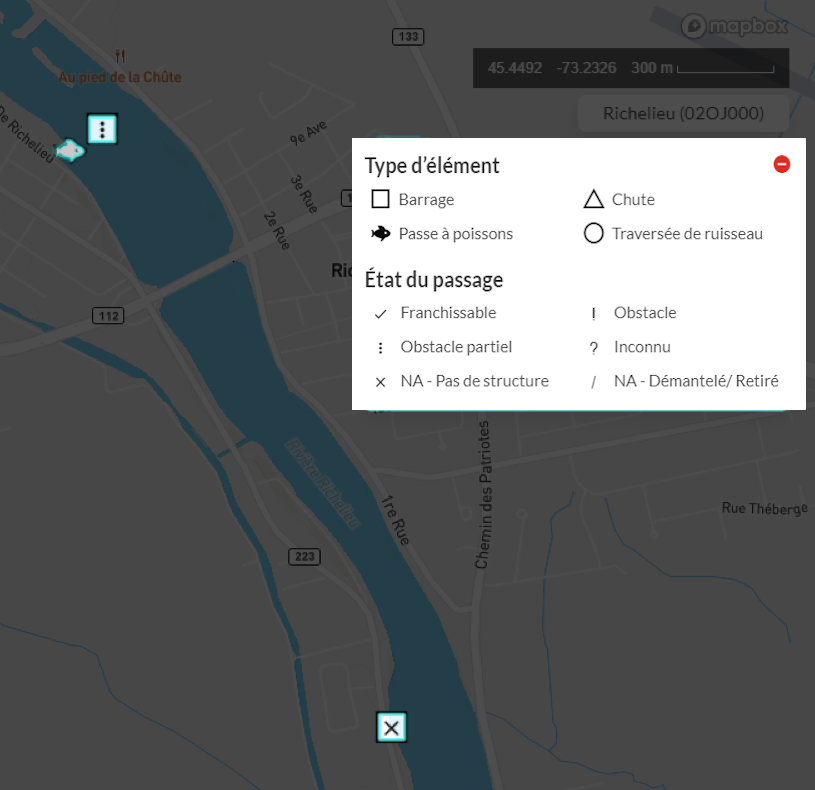 mapbox
133
45.4492 -73.2326 300 m
Au pied de la Chûte
Richelieu (02OJ000)
De Richelieu
9e Ave
Type d'élément
Barrage
Chute
3e Rue
Passe à poissons
Traversée de ruisseau
2e Rue
Ric
État du passage
112
Franchissable
! Obstacle
Obstacle partiel
? Inconnu
NA - Pas de structure
/ NA - Démantelé/ Retiré
Rivière Richelieu
1re Rue
Chemin des Patriotes
Rue Théberge
223